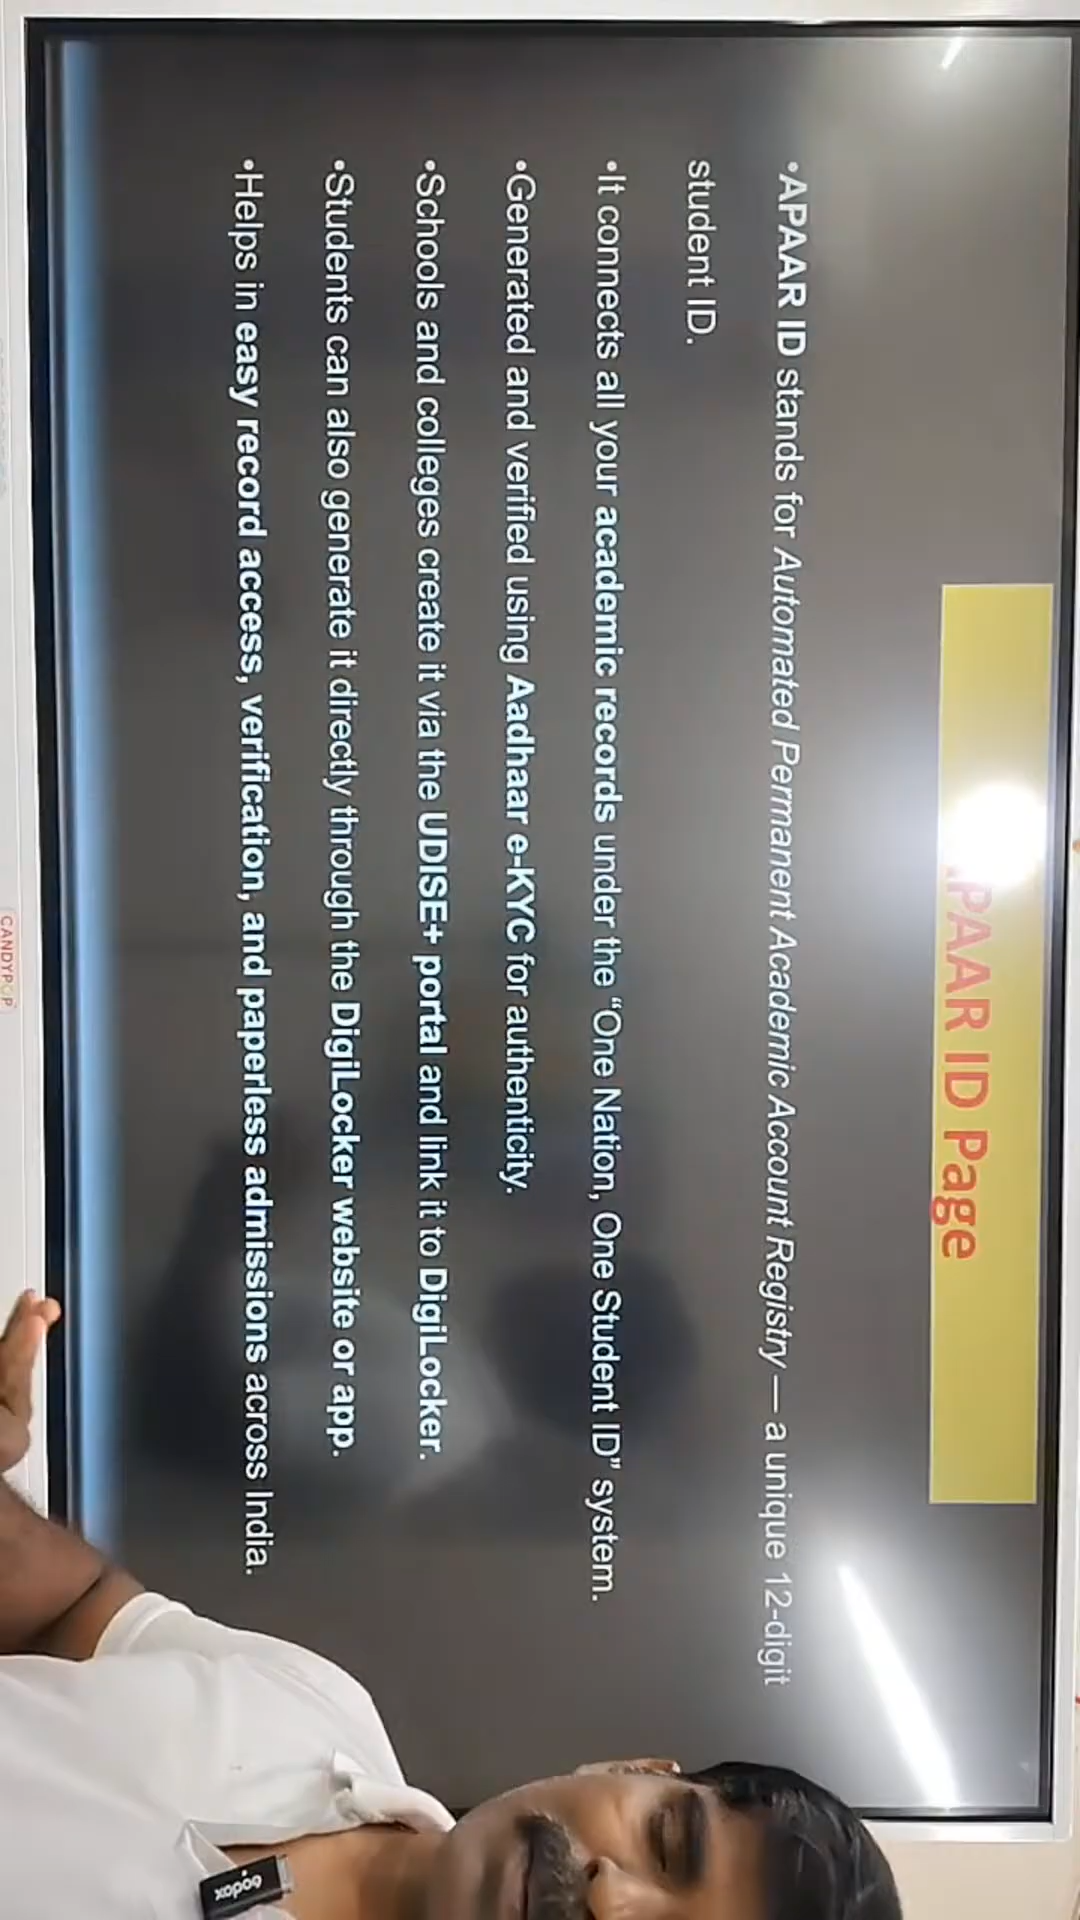 APAAR ID Page
•APAAR ID stands for Automated Permanent Academic Account Registry — a unique 12-digit
student ID.
•It connects all your academic records under the “One Nation, One Student ID” system.
•Generated and verified using Aadhaar e-KYC for authenticity.
•Schools and colleges create it via the UDISE+ portal and link it to DigiLocker.
•Students can also generate it directly through the DigiLocker website or app.
•Helps in easy record access, verification, and paperless admissions across India.
CANDYPOP
Godox